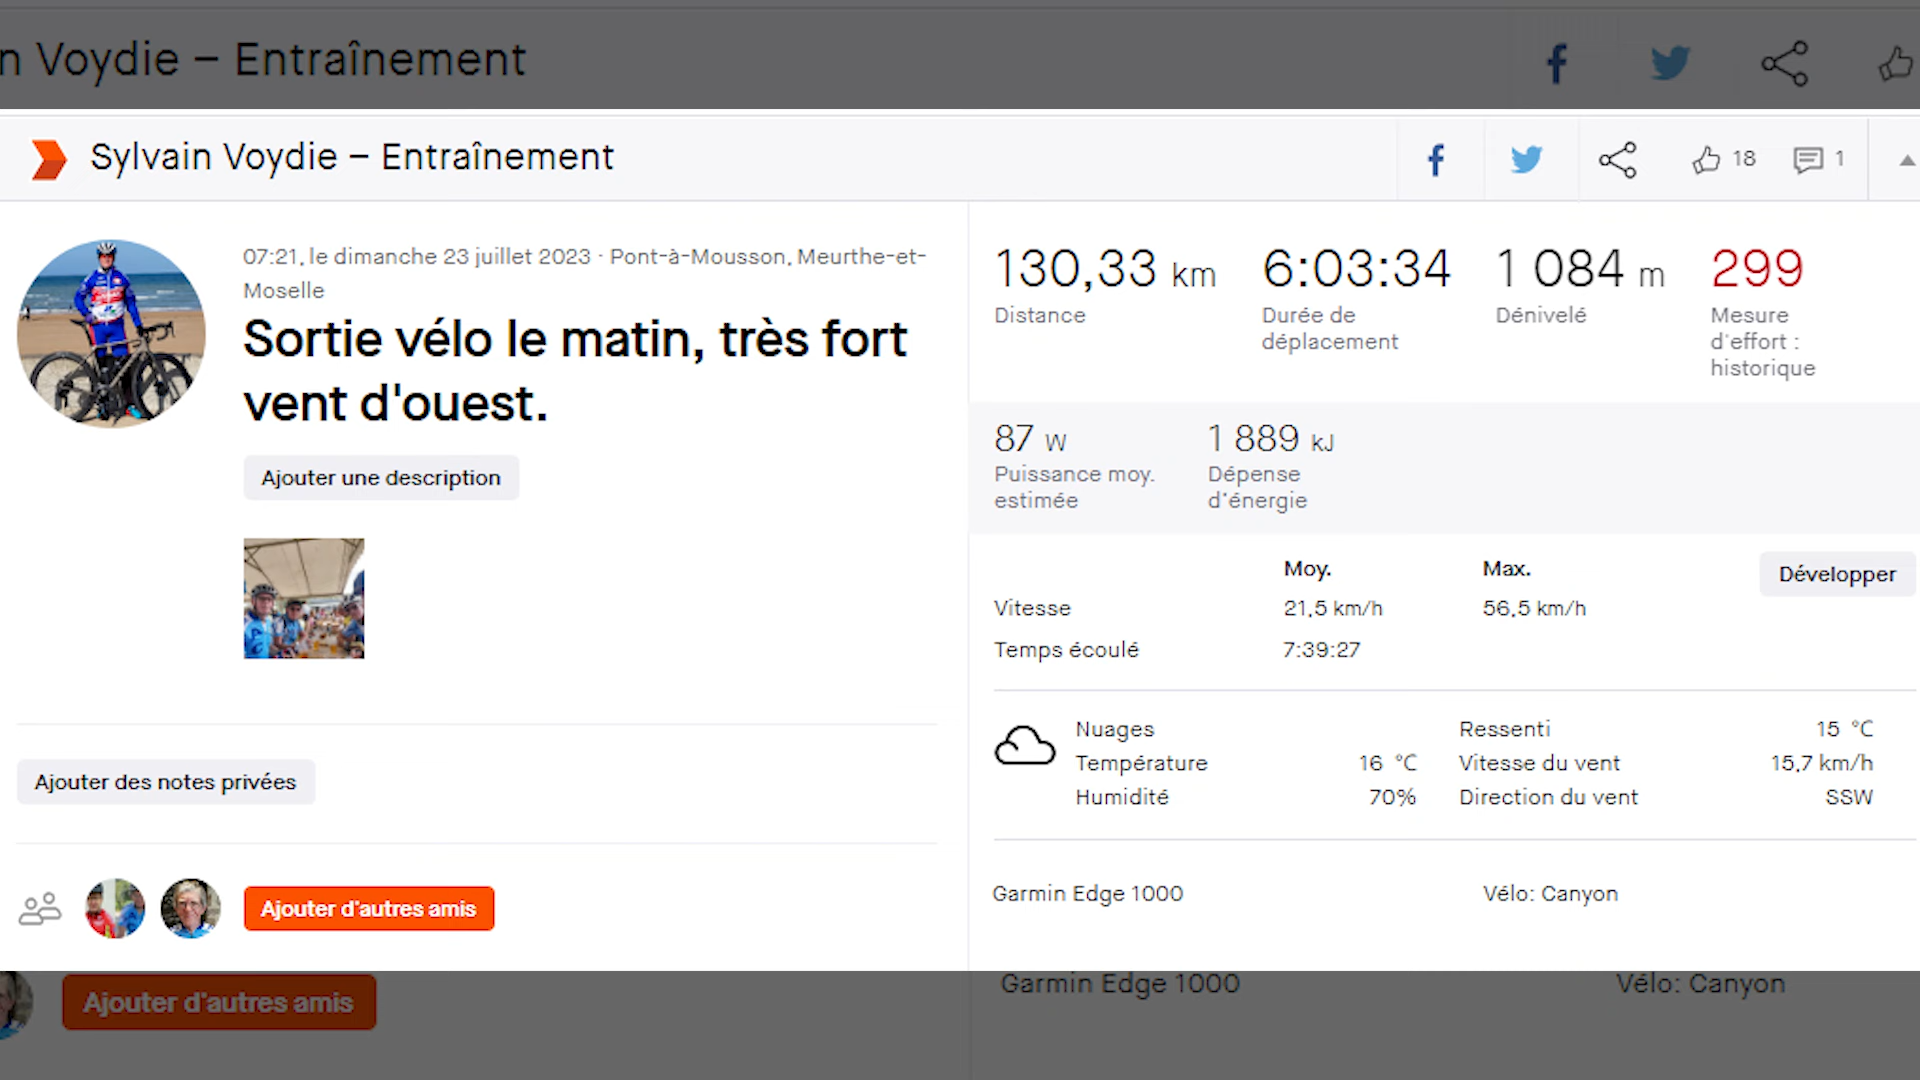 n Voydie – Entraînement
Sylvain Voydie – Entraînement
18
1
07:21, le dimanche 23 juillet 2023 · Pont-à-Mousson, Meurthe-et-
Moselle
Sortie vélo le matin, très fort
vent d'ouest.
Ajouter une description
Ajouter des notes privées
Ajouter d'autres amis
130,33 km
Distance
6:03:34
Durée de
déplacement
1 084 m
Dénivelé
299
Mesure
d'effort :
historique
87 W
Puissance moy.
estimée
1 889 kJ
Dépense
d'énergie
Moy. Max.
Développer
Vitesse 21,5 km/h 56,5 km/h
Temps écoulé 7:39:27
Nuages
Température 16 °C
Humidité 70%
Ressenti 15 °C
Vitesse du vent 15,7 km/h
Direction du vent SSW
Garmin Edge 1000 Vélo: Canyon
Ajouter d'autres amis
Garmin Edge 1000 Vélo: Canyon